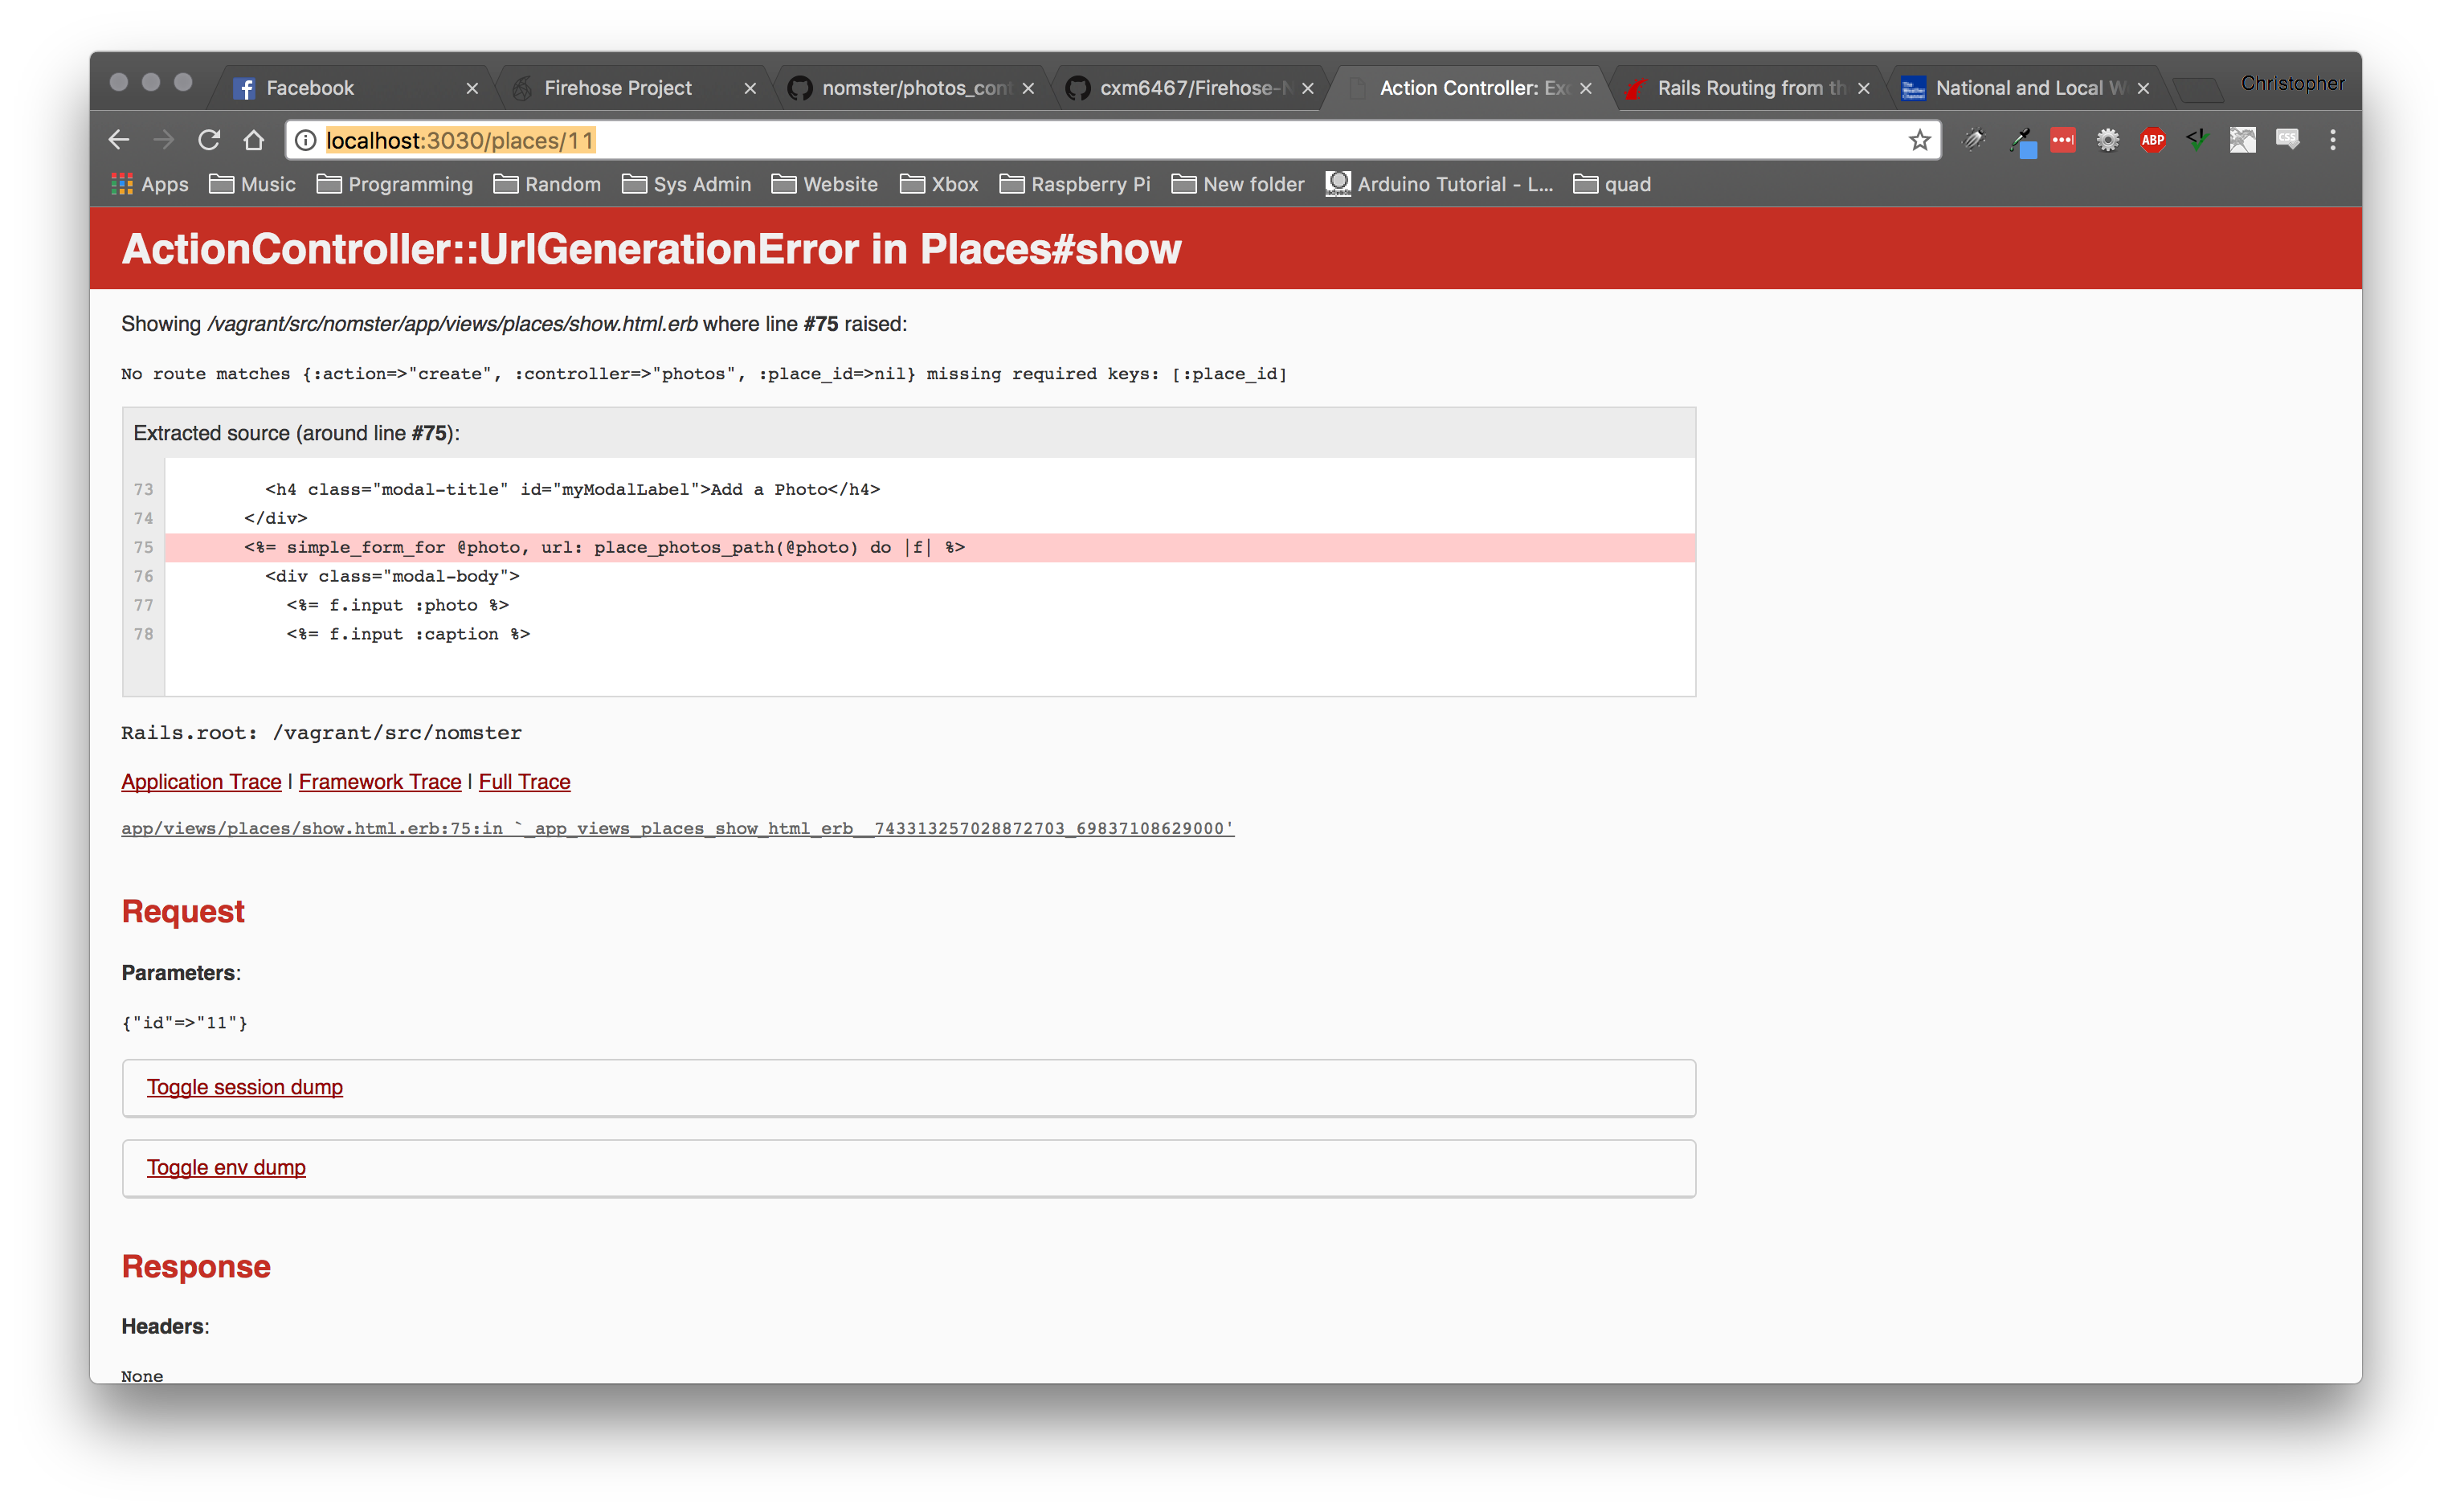 Facebook
Firehose Project
nomster/photos_cont
cxm6467/Firehose-N
Action Controller: Exc
Rails Routing from th
National and Local W
Christopher
localhost:3030/places/11
ABP
CSS
Apps
Music
Programming
Random
Sys Admin
Website
Xbox
Raspberry Pi
New folder
Arduino Tutorial - L...
quad
ActionController::UrlGenerationError in Places#show
Showing /vagrant/src/nomster/app/views/places/show.html.erb where line #75 raised:
No route matches {:action=>"create", :controller=>"photos", :place_id=>nil} missing required keys: [:place_id]
Extracted source (around line #75):
73 <h4 class="modal-title" id="myModalLabel">Add a Photo</h4>
74 </div>
75 <%= simple_form_for @photo, url: place_photos_path(@photo) do |f| %>
76 <div class="modal-body">
77 <%= f.input :photo %>
78 <%= f.input :caption %>
Rails.root: /vagrant/src/nomster
Application Trace | Framework Trace | Full Trace
app/views/places/show.html.erb:75:in `_app_views_places_show_html_erb__743313257028872703_69837108629000'
Request
Parameters:
{"id"=>"11"}
Toggle session dump
Toggle env dump
Response
Headers:
None